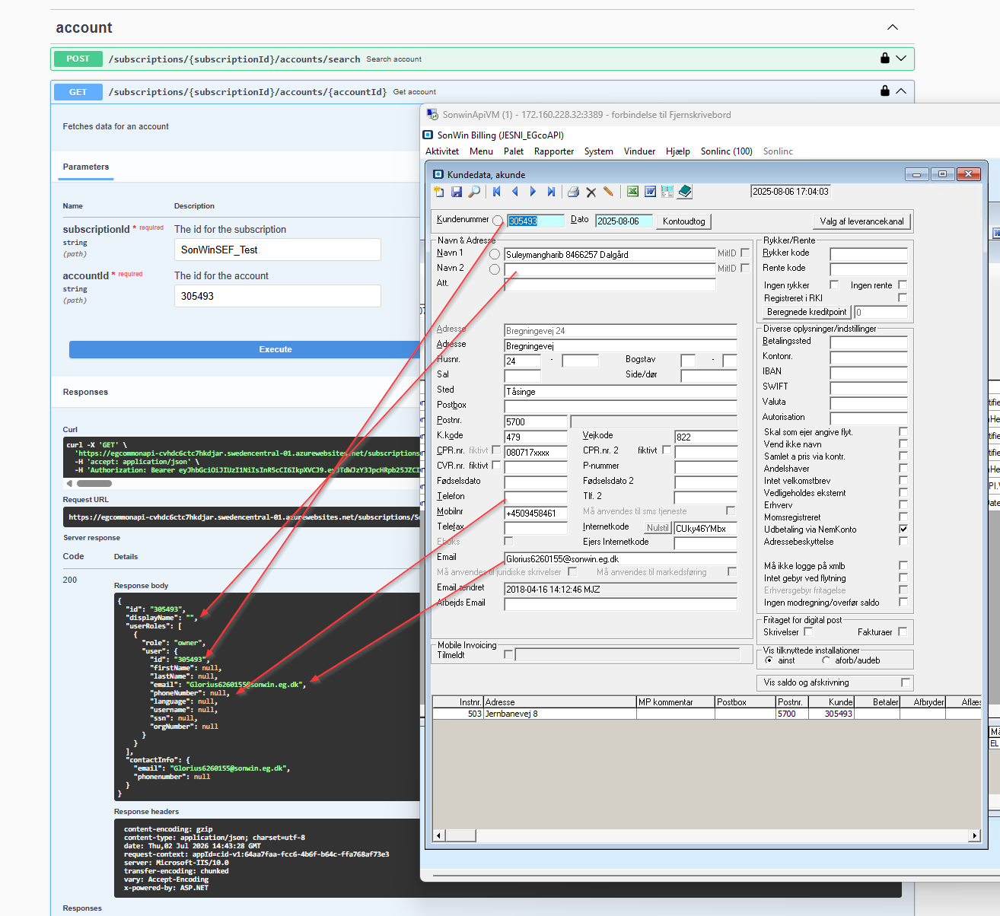 account
POST /subscriptions/{subscriptionId}/accounts/search Search account
GET /subscriptions/{subscriptionId}/accounts/{accountId} Get account
Fetches data for an account
Parameters
Name Description
subscriptionId * required The id for the subscription
string
(path)
SonWinSEF_Test
accountId * required The id for the account
string
(path)
305493
Execute
Responses
Curl
curl -X 'GET' \
'https://egcommonapi-cvhdc6ctc7hkdjar.swedencentral-01.azurewebsites.net/subscriptions
-H 'accept: application/json' \
-H 'Authorization: Bearer
Request URL
https://egcommonapi-cvhdc6ctc7hkdjar.swedencentral-01.azurewebsites.net/subscriptions/S
Server response
Code Details
200
Response body
{
"id": "305493",
"displayName": "",
"userRoles": [
{
"role": "owner",
"user": {
"id": "305493",
"firstName": null,
"lastName": null,
"email": "Glorius6260155@sonwin.eg.dk",
"phoneNumber": null,
"language": null,
"username": null,
"ssn": null,
"orgNumber": null
}
}
],
"contactInfo": {
"email": "Glorius6260155@sonwin.eg.dk",
"phonenumber": null
}
}
Response headers
content-encoding: gzip
content-type: application/json; charset=utf-8
date: Thu,02 Jul 2026 14:43:28 GMT
request-context: appId=cid-v1:64aa7faa-fcc6-4b6f-b64c-ffa768af73e3
server: Microsoft-IIS/10.0
transfer-encoding: chunked
vary: Accept-Encoding
x-powered-by: ASP.NET
Responses
SonwinApiVM (1) - 172.160.228.32:3389 - forbindelse til Fjernskrivebord
SonWin Billing (JESNI_EGcoAPI)
Aktivitet Menu Palet Rapporter System Vinduer Hjælp Sonlinc (100) Sonlinc
Kundedata, akunde
2025-08-06 17:04:03
Kundenummer 305493 Dato 2025-08-06 Kontoudtog Valg af leverancekanal
Navn & Adresse
Navn 1 Suleymangharib 8466257 Dalgård MitID
Navn 2 MitID
Att.
Adresse Bregningevej 24
Adresse Bregningevej
Husnr. 24 - Bogstav -
Sal Side/dør
Sted Tåsinge
Postbox
Postnr. 5700
K.kode 479 Vejkode 822
CPR.nr. fiktivt 080717xxxx CPR.nr. 2 fiktivt
CVR.nr. fiktivt P-nummer
Fødselsdato Fødselsdato 2
Telefon Tlf. 2
Mobilnr +4509458461 Må anvendes til sms tjeneste
Telefax Internetkode Nulstil CUky46YMbx
Eboks Ejers Internetkode
Email Glorius6260155@sonwin.eg.dk
Må anvendes til juridiske skrivelser Må anvendes til markedsføring
Email ændret 2018-04-16 14:12:46 MJZ
Arbejds Email
Mobile Invoicing
Tilmeldt
Rykker/Rente
Rykker kode
Rente kode
Ingen rykker Ingen rente
Registreret i RKI
Beregnede kreditpoint 0
Diverse oplysninger/indstillinger
Betalingssted
Kontonr.
IBAN
SWIFT
Valuta
Autorisation
Skal som ejer angive flyt.
Vend ikke navn
Samlet a pris via kontr.
Andelshaver
Intet velkomstbrev
Vedligeholdes eksternt
Erhverv
Momsregistreret
Udbetaling via NemKonto
Adressebeskyttelse
Må ikke logge på xmlb
Intet gebyr ved flytning
Erhversgebyr fritagelse
Ingen modregning/overfør saldo
Fritaget for digital post
Skrivelser Fakturaer
Vis tilknyttede installationer
ainst aforb/audeb
Vis saldo og afskrivning
Instnr. Adresse MP kommentar Postbox Postnr. Kunde Betaler Afbryder Aflæs
503 Jernbanevej 8 5700 305493
EL